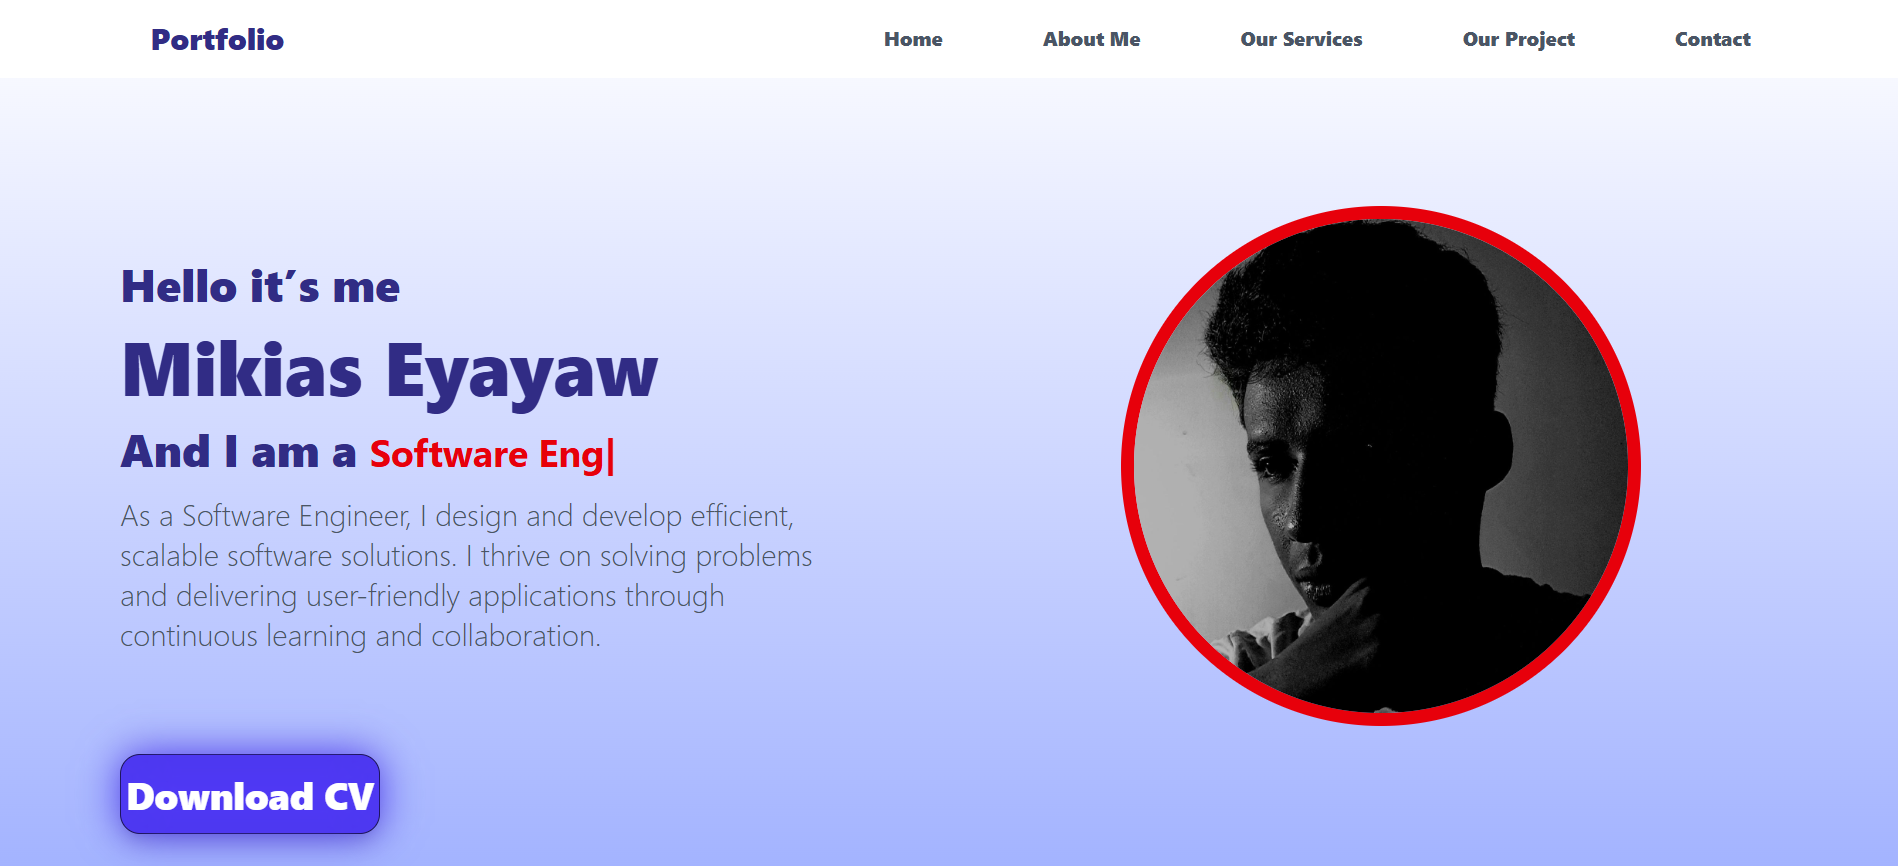 Portfolio
Home
About Me
Our Services
Our Project
Contact
Hello it's me
Mikias Eyayaw
And I am a Software Eng|
As a Software Engineer, I design and develop efficient,
scalable software solutions. I thrive on solving problems
and delivering user-friendly applications through
continuous learning and collaboration.
Download CV